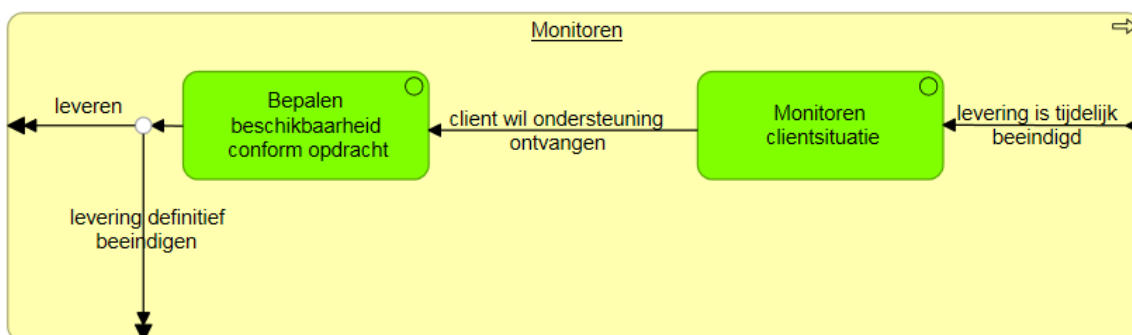 Monitoren
leveren
Bepalen
beschikbaarheid
conform opdracht
client wil ondersteuning
ontvangen
Monitoren
clientsituatie
levering is tijdelijk
beeindigd
levering definitief
beeindigen